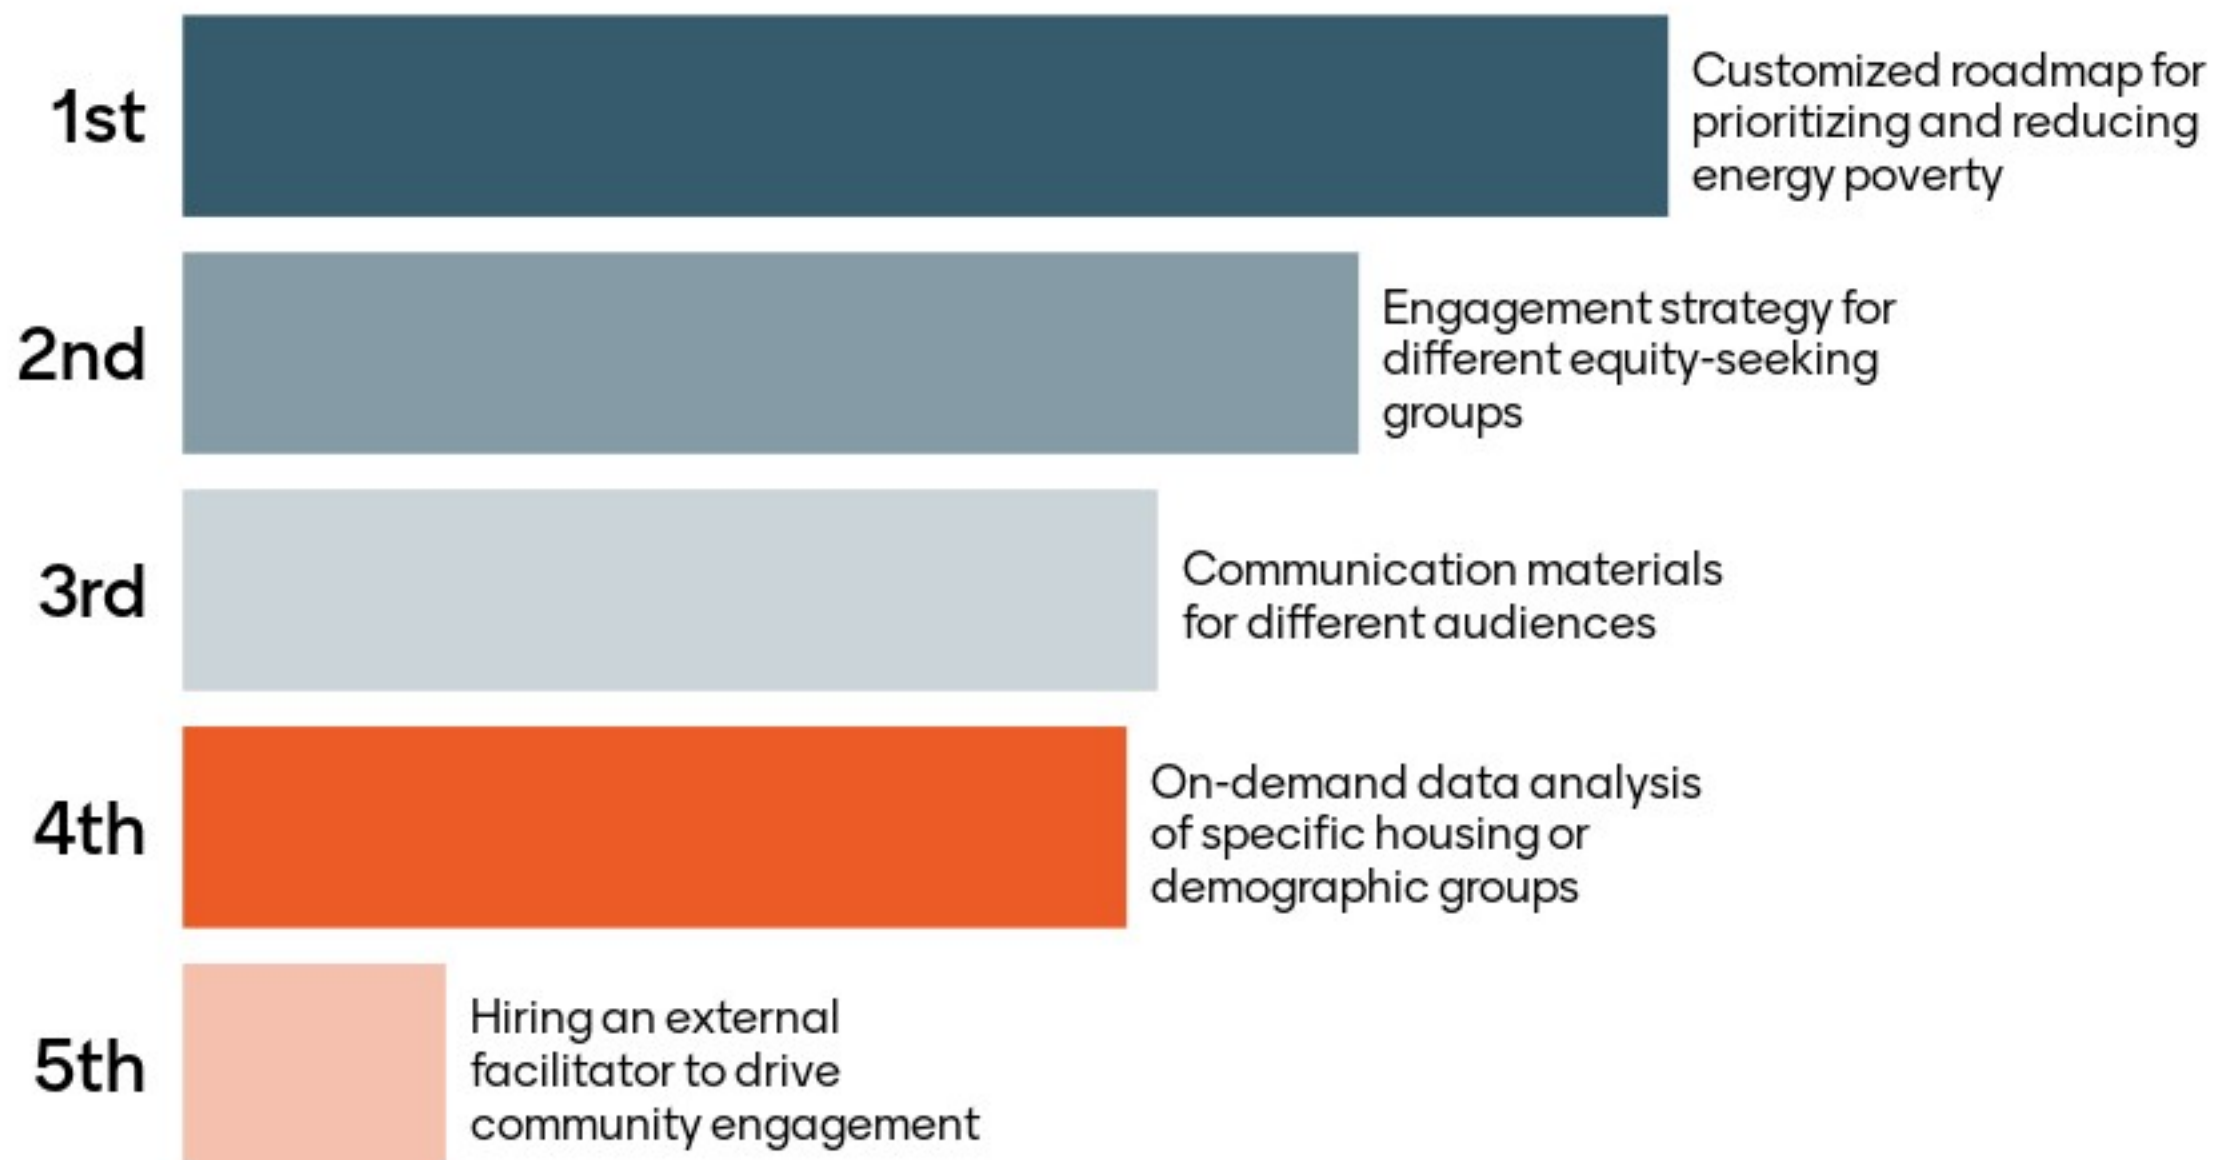 1st
Customized roadmap for
prioritizing and reducing
energy poverty
2nd
Engagement strategy for
different equity-seeking
groups
3rd
Communication materials
for different audiences
4th
On-demand data analysis
of specific housing or
demographic groups
5th
Hiring an external
facilitator to drive
community engagement